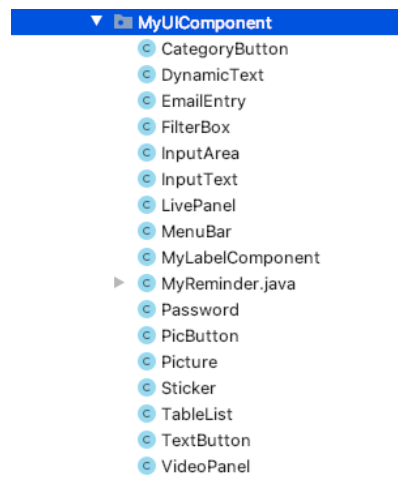 MyUIComponent
CategoryButton
DynamicText
EmailEntry
FilterBox
InputArea
InputText
LivePanel
MenuBar
MyLabelComponent
MyReminder.java
Password
PicButton
Picture
Sticker
TableList
TextButton
VideoPanel